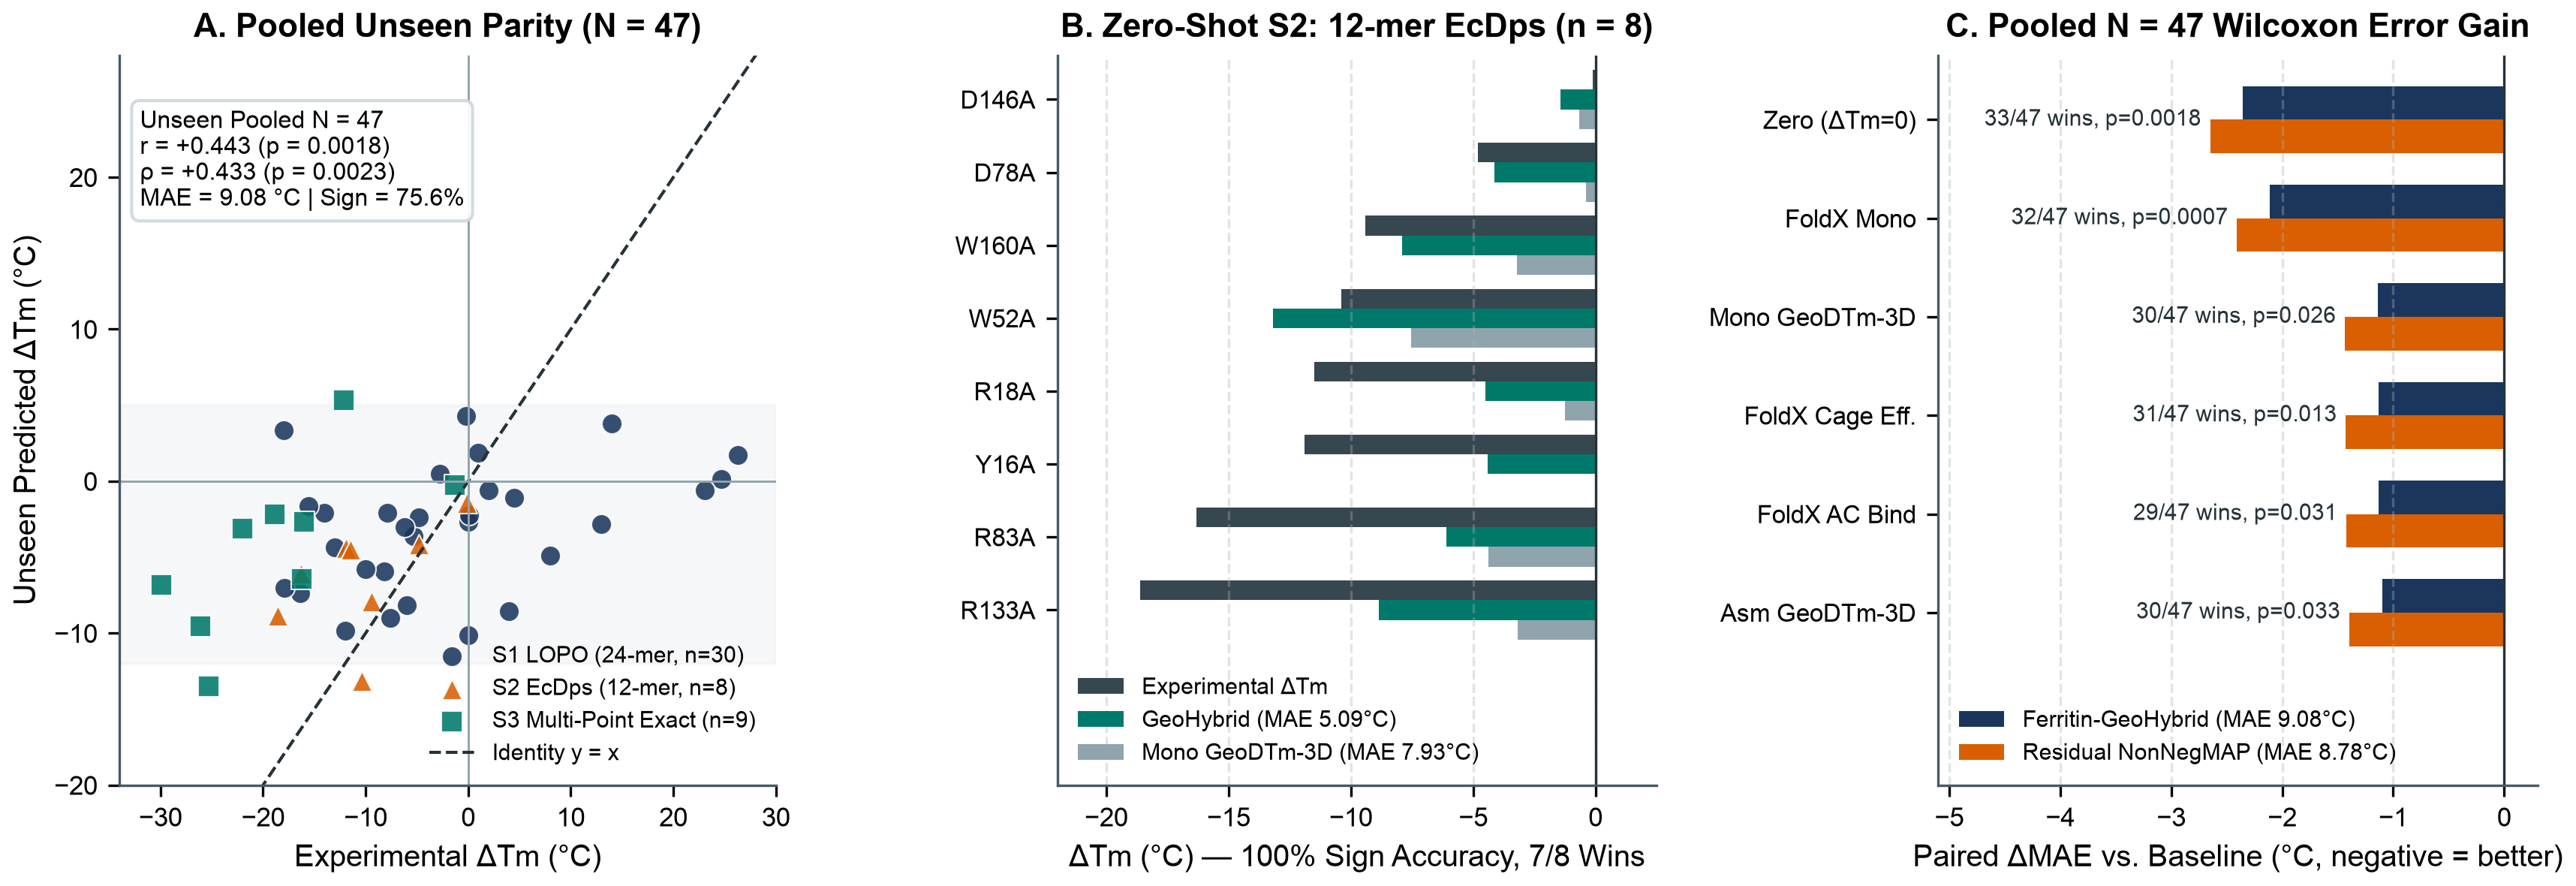 A. Pooled Unseen Parity (N = 47)
Unseen Pooled N = 47
r = +0.443 (p = 0.0018)
ρ = +0.433 (p = 0.0023)
MAE = 9.08 °C | Sign = 75.6%
Unseen Predicted ΔTm (°C)
20
10
0
−10
−20
S1 LOPO (24-mer, n=30)
S2 EcDps (12-mer, n=8)
S3 Multi-Point Exact (n=9)
Identity y = x
−30
−20
−10
0
10
20
30
Experimental ΔTm (°C)
B. Zero-Shot S2: 12-mer EcDps (n = 8)
D146A
D78A
W160A
W52A
R18A
Y16A
R83A
R133A
Experimental ΔTm
GeoHybrid (MAE 5.09°C)
Mono GeoDTm-3D (MAE 7.93°C)
−20
−15
−10
−5
0
ΔTm (°C) — 100% Sign Accuracy, 7/8 Wins
C. Pooled N = 47 Wilcoxon Error Gain
Zero (ΔTm=0)
33/47 wins, p=0.0018
FoldX Mono
32/47 wins, p=0.0007
Mono GeoDTm-3D
30/47 wins, p=0.026
FoldX Cage Eff.
31/47 wins, p=0.013
FoldX AC Bind
29/47 wins, p=0.031
Asm GeoDTm-3D
30/47 wins, p=0.033
Ferritin-GeoHybrid (MAE 9.08°C)
Residual NonNegMAP (MAE 8.78°C)
−5
−4
−3
−2
−1
0
Paired ΔMAE vs. Baseline (°C, negative = better)